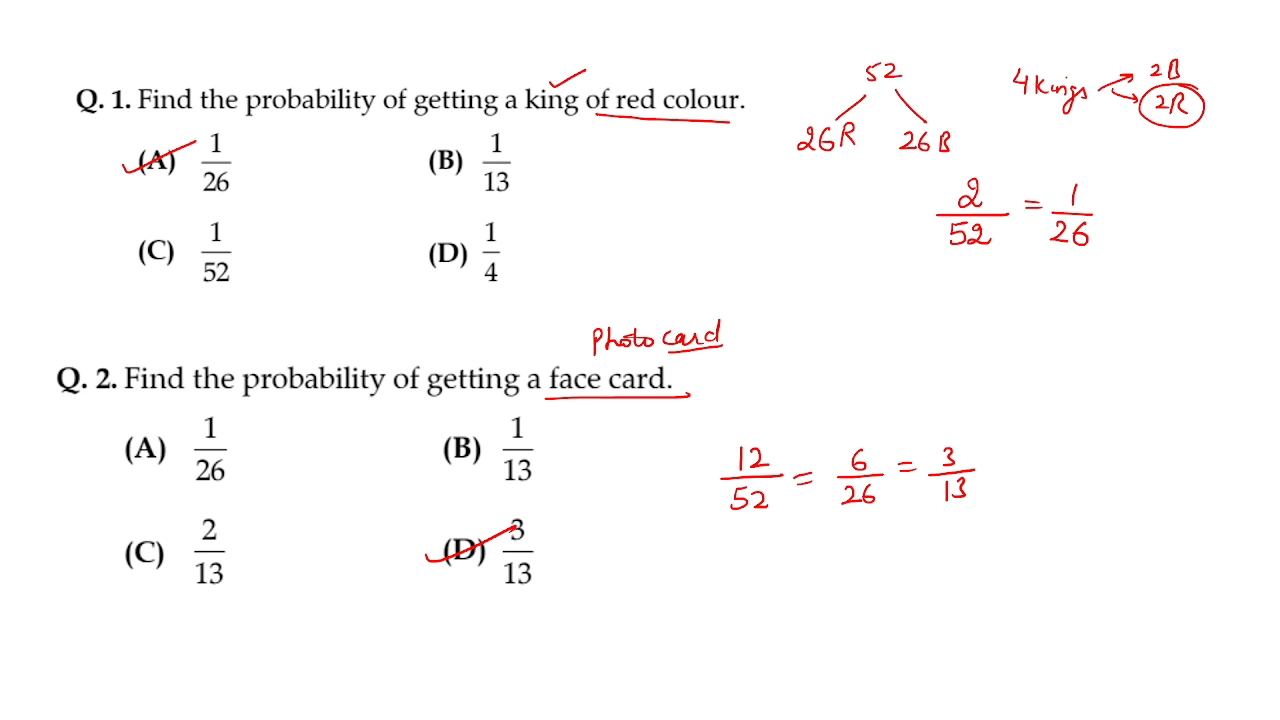 Q. 1. Find the probability of getting a king of red colour.
(A) 1/26
(B) 1/13
(C) 1/52
(D) 1/4
52
26R 26B
4 Kings
2B
2R
2/52 = 1/26
Photo card
Q. 2. Find the probability of getting a face card.
(A) 1/26
(B) 1/13
(C) 2/13
(D) 3/13
12/52 = 6/26 = 3/13